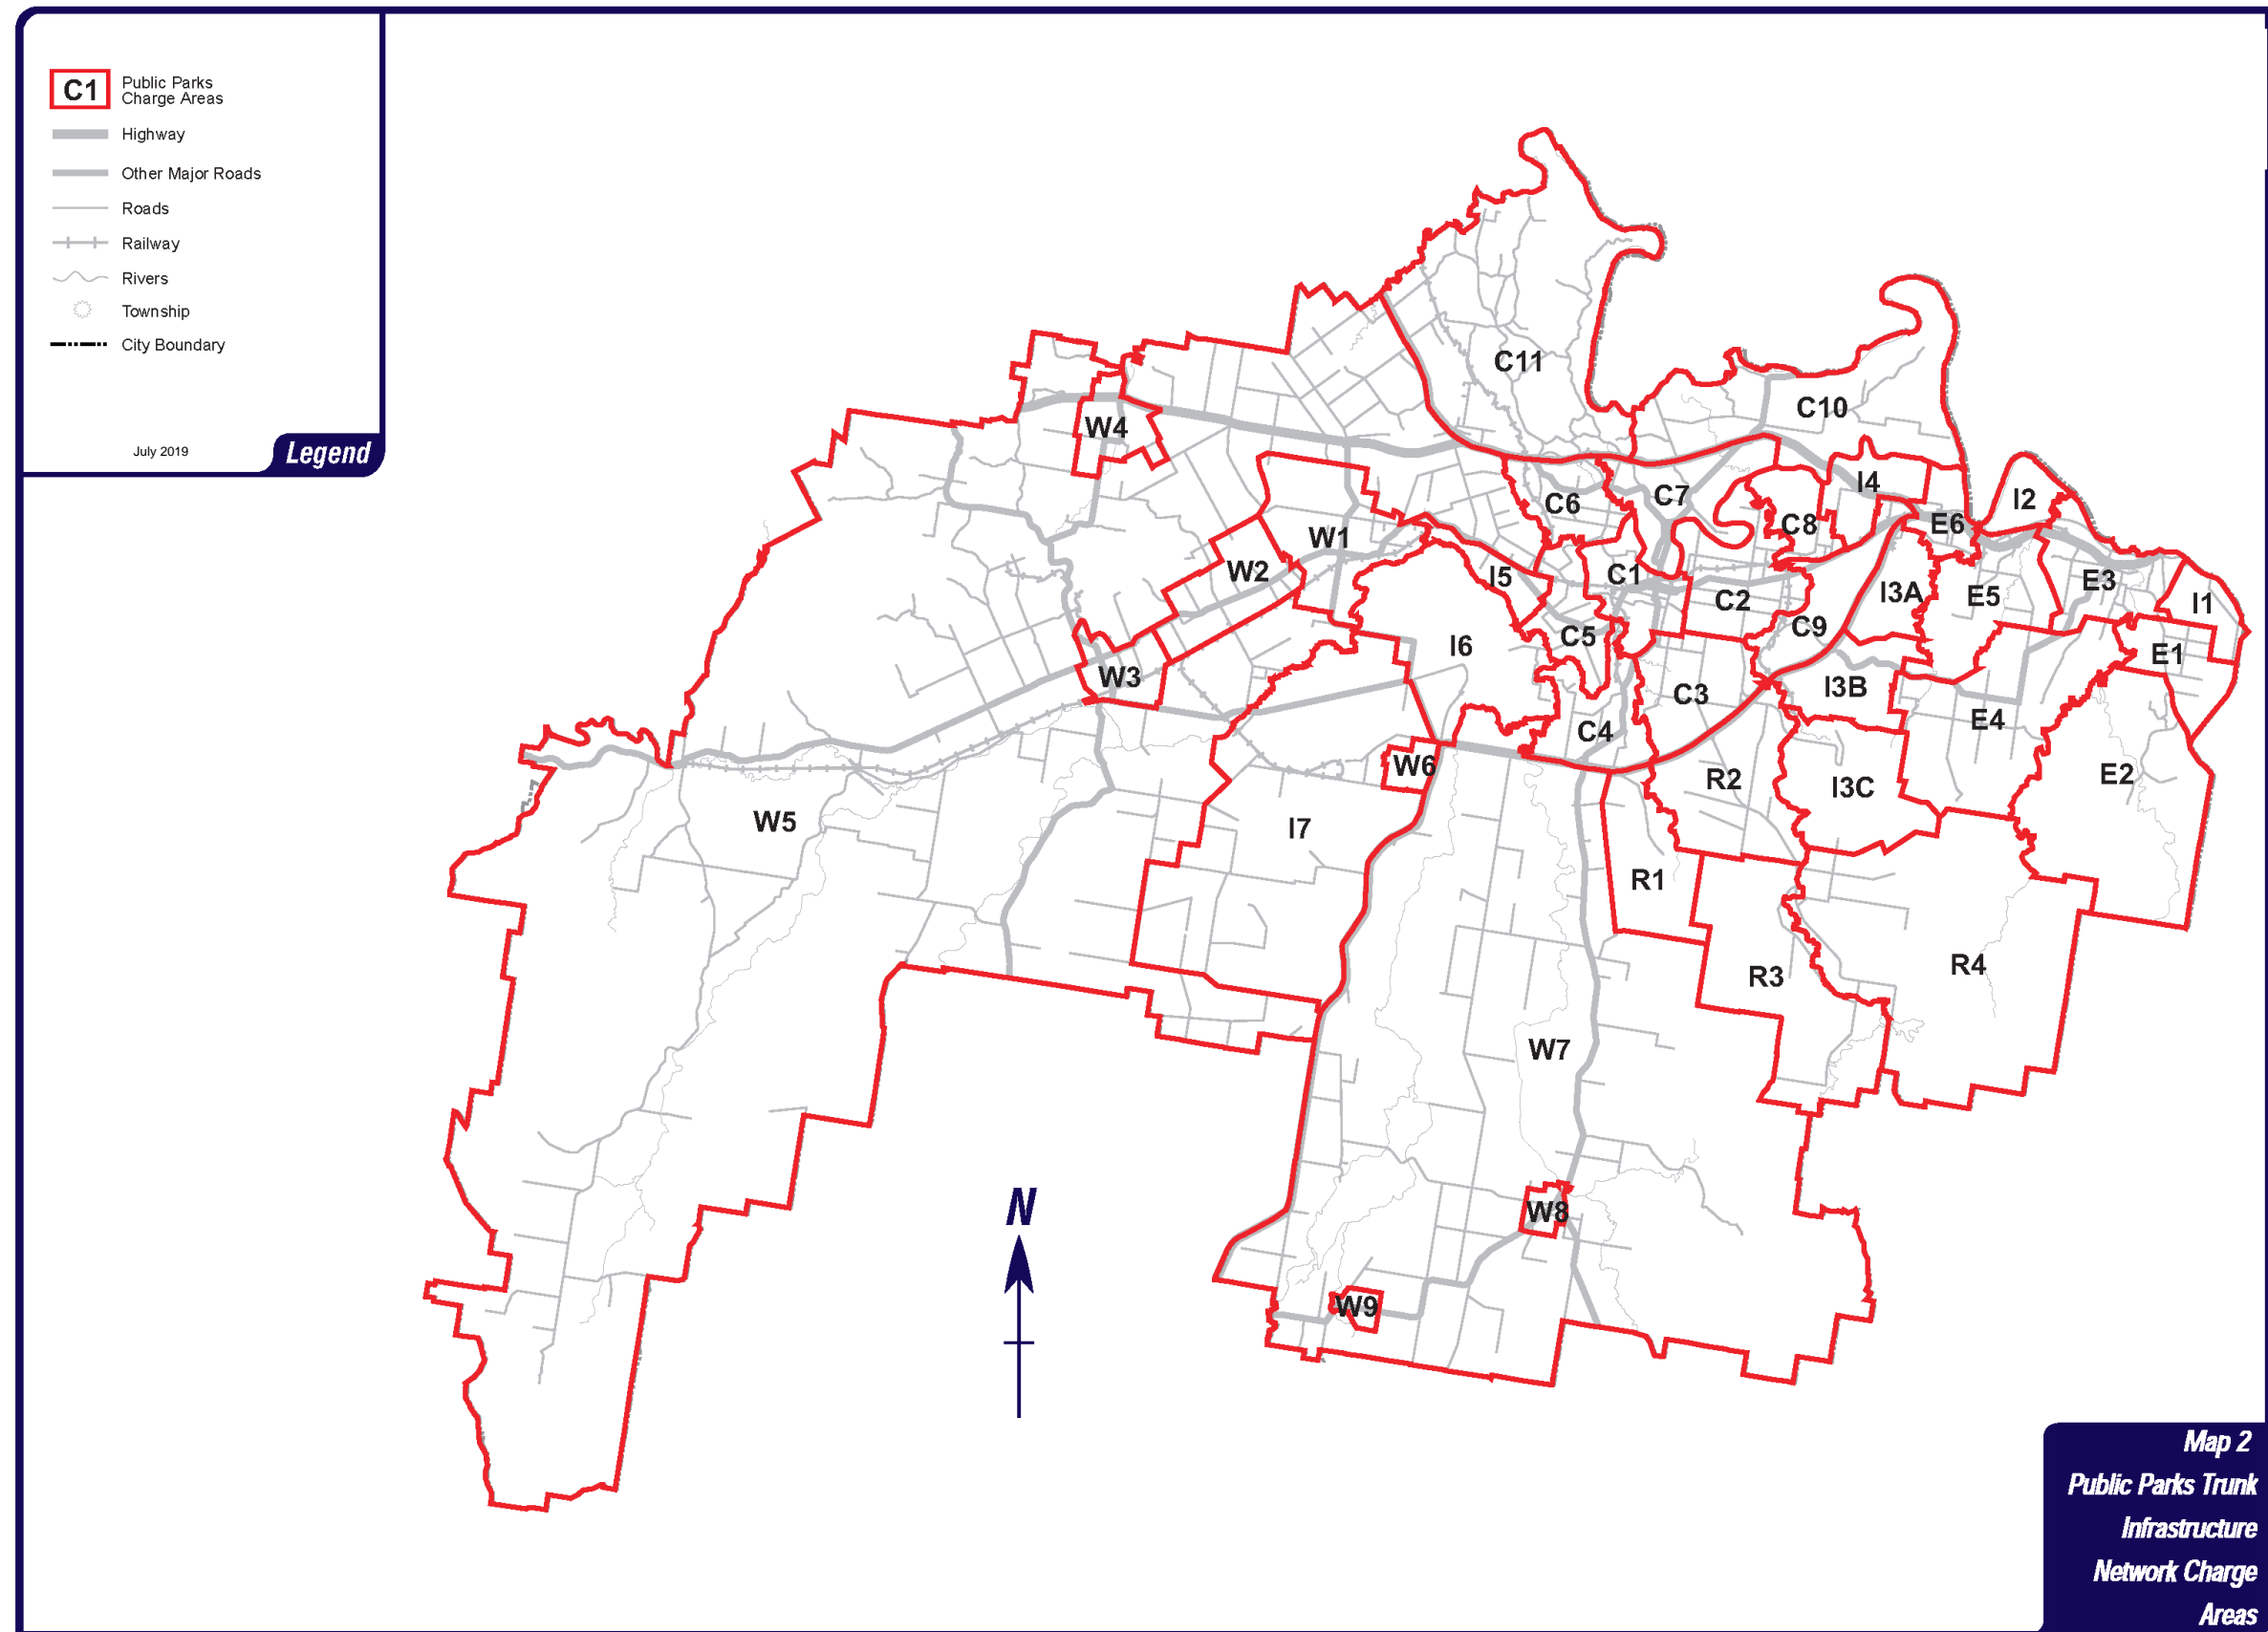 C1
Public Parks
Charge Areas
Highway
Other Major Roads
Roads
Railway
Rivers
Township
City Boundary
July 2019
Legend
C11
C10
W4
I4
C7
I2
C6
C8
E6
W1
W2
I5
C1
E3
I3A
E5
C2
I1
C9
C5
I6
E1
W3
I3B
C3
E4
C4
W6
E2
R2
I3C
W5
I7
R1
R4
R3
W7
W8
W9
N
Map 2
Public Parks Trunk
Infrastructure
Network Charge
Areas